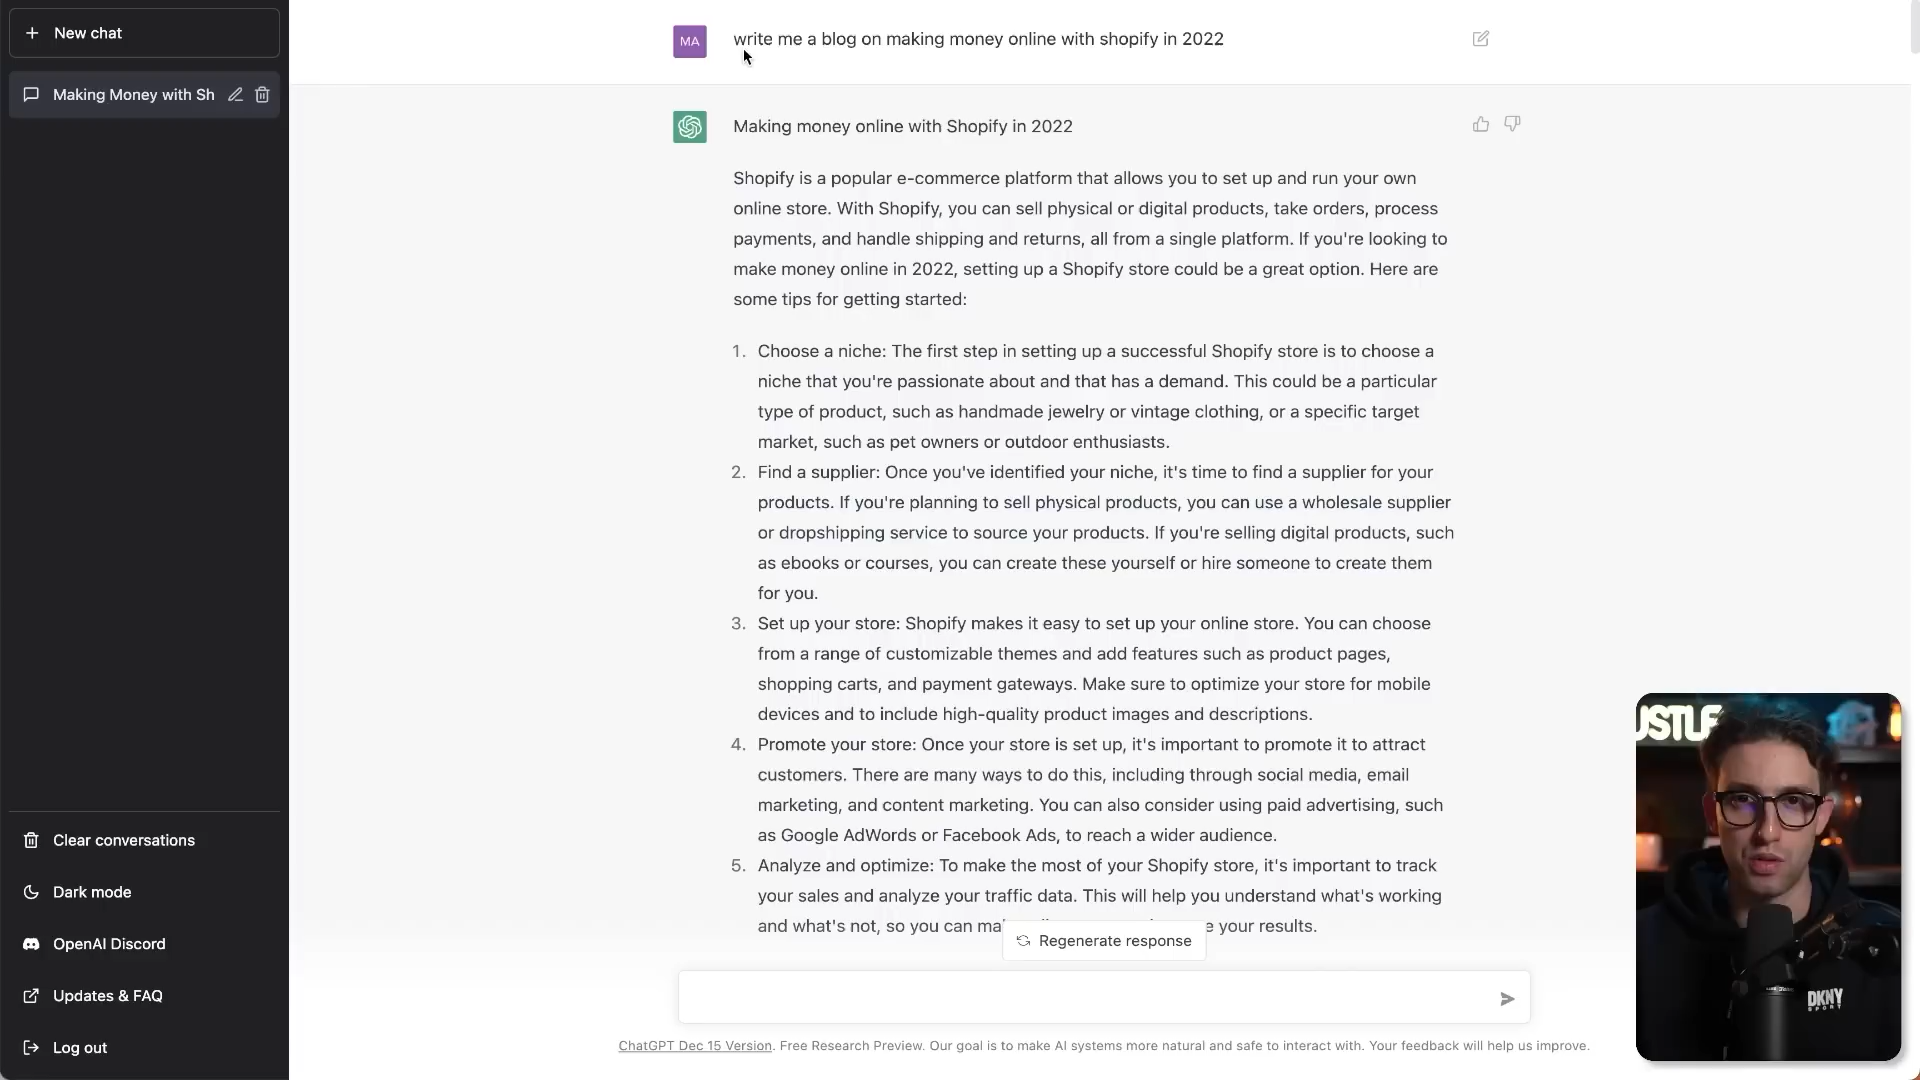 New chat
Making Money with Sh
Clear conversations
Dark mode
OpenAI Discord
Updates & FAQ
Log out
MA
write me a blog on making money online with shopify in 2022
Making money online with Shopify in 2022
Shopify is a popular e-commerce platform that allows you to set up and run your own
online store. With Shopify, you can sell physical or digital products, take orders, process
payments, and handle shipping and returns, all from a single platform. If you're looking to
make money online in 2022, setting up a Shopify store could be a great option. Here are
some tips for getting started:
1. Choose a niche: The first step in setting up a successful Shopify store is to choose a
niche that you're passionate about and that has a demand. This could be a particular
type of product, such as handmade jewelry or vintage clothing, or a specific target
market, such as pet owners or outdoor enthusiasts.
2. Find a supplier: Once you've identified your niche, it's time to find a supplier for your
products. If you're planning to sell physical products, you can use a wholesale supplier
or dropshipping service to source your products. If you're selling digital products, such
as ebooks or courses, you can create these yourself or hire someone to create them
for you.
3. Set up your store: Shopify makes it easy to set up your online store. You can choose
from a range of customizable themes and add features such as product pages,
shopping carts, and payment gateways. Make sure to optimize your store for mobile
devices and to include high-quality product images and descriptions.
4. Promote your store: Once your store is set up, it's important to promote it to attract
customers. There are many ways to do this, including through social media, email
marketing, and content marketing. You can also consider using paid advertising, such
as Google AdWords or Facebook Ads, to reach a wider audience.
5. Analyze and optimize: To make the most of your Shopify store, it's important to track
your sales and analyze your traffic data. This will help you understand what's working
and what's not, so you can ma e your results.
Regenerate response
ChatGPT Dec 15 Version. Free Research Preview. Our goal is to make AI systems more natural and safe to interact with. Your feedback will help us improve.
USTLE
DKNY
SPORT